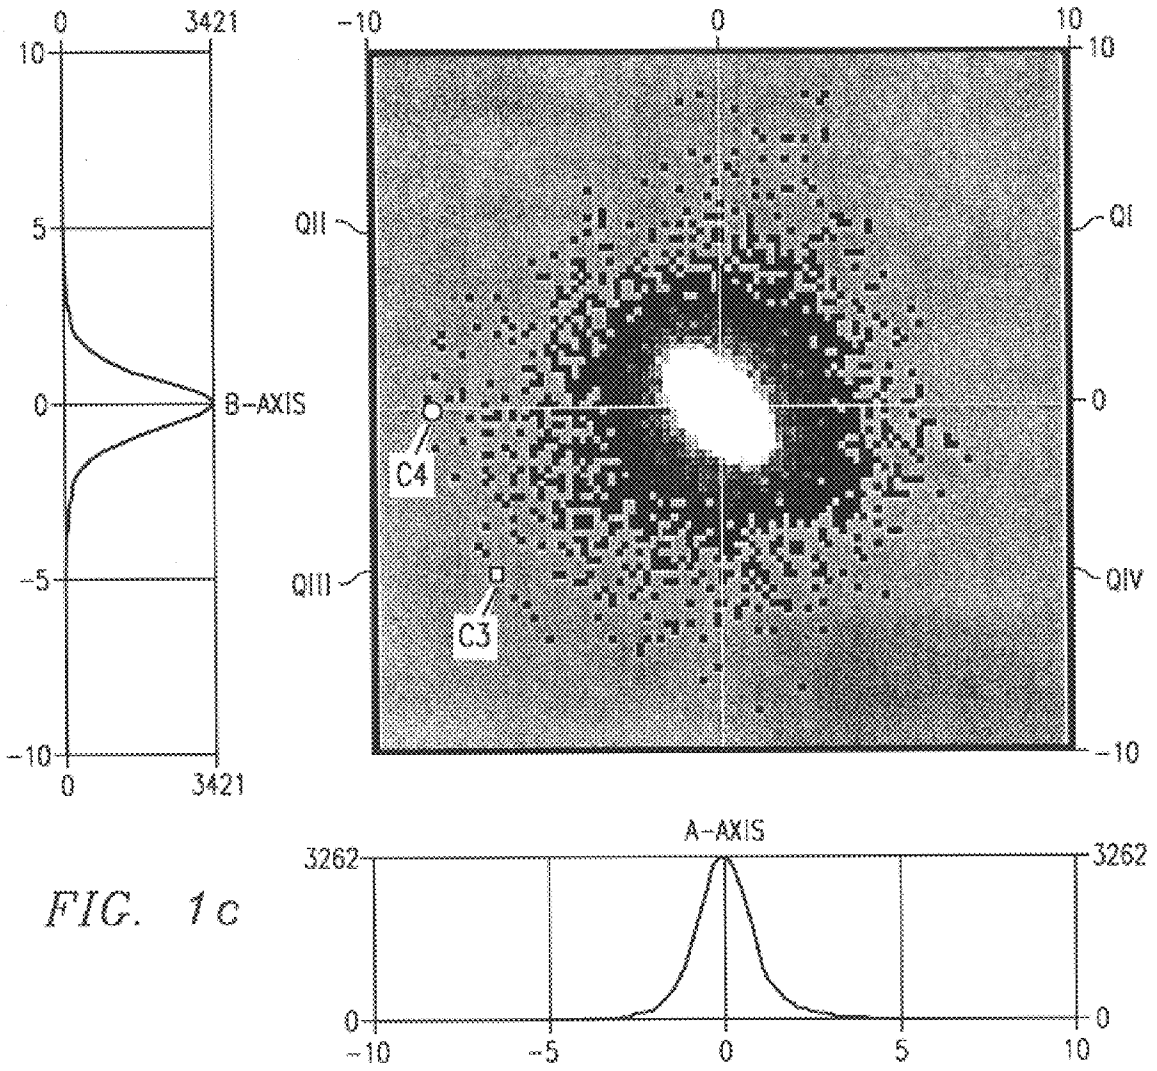 0 3421 -10 0 10
10 10
QII QI
5
0 B-AXIS 0
C4
-5 QIII QIV
C3
-10 -10
0 3421
A-AXIS
3262 3262
FIG. 1c
0 0
-10 -5 0 5 10